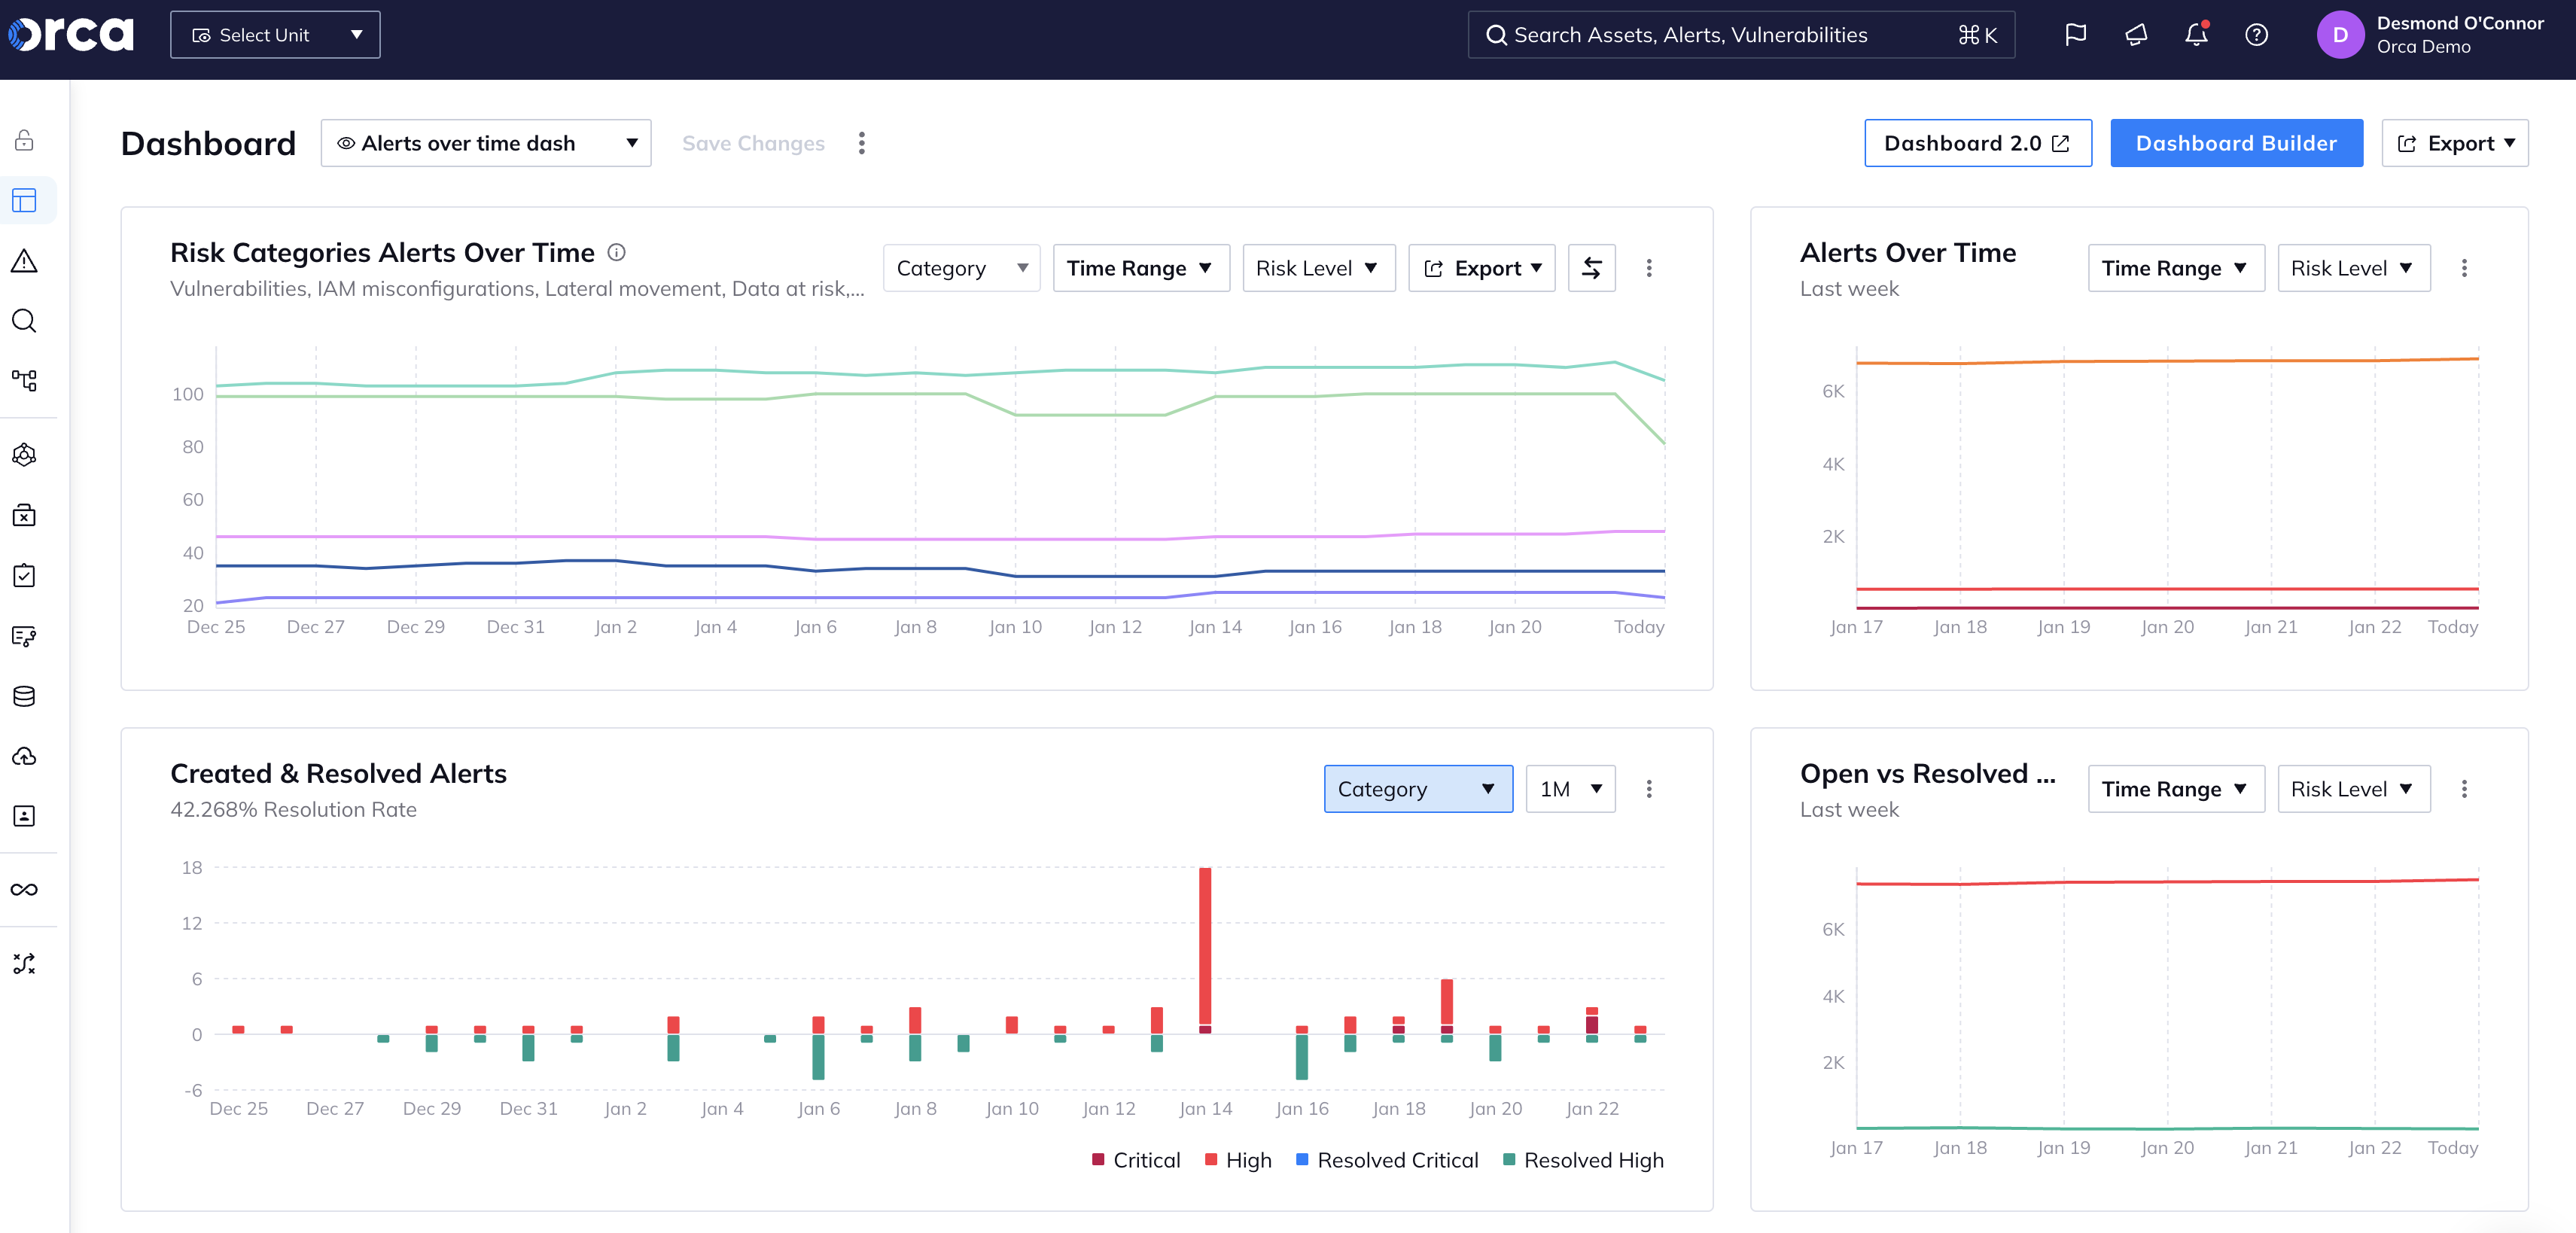 orca
Select Unit
Search Assets, Alerts, Vulnerabilities
⌘ K
D
Desmond O'Connor
Orca Demo
Dashboard
Alerts over time dash
Save Changes
Dashboard 2.0
Dashboard Builder
Export
Risk Categories Alerts Over Time
Vulnerabilities, IAM misconfigurations, Lateral movement, Data at risk,...
Category
Time Range
Risk Level
Export
100
80
60
40
20
Dec 25 Dec 27 Dec 29 Dec 31 Jan 2 Jan 4 Jan 6 Jan 8 Jan 10 Jan 12 Jan 14 Jan 16 Jan 18 Jan 20 Today
Alerts Over Time
Last week
Time Range
Risk Level
6K
4K
2K
Jan 17 Jan 18 Jan 19 Jan 20 Jan 21 Jan 22 Today
Created & Resolved Alerts
42.268% Resolution Rate
Category
1M
18
12
6
0
-6
Dec 25 Dec 27 Dec 29 Dec 31 Jan 2 Jan 4 Jan 6 Jan 8 Jan 10 Jan 12 Jan 14 Jan 16 Jan 18 Jan 20 Jan 22
Critical High Resolved Critical Resolved High
Open vs Resolved ...
Last week
Time Range
Risk Level
6K
4K
2K
Jan 17 Jan 18 Jan 19 Jan 20 Jan 21 Jan 22 Today